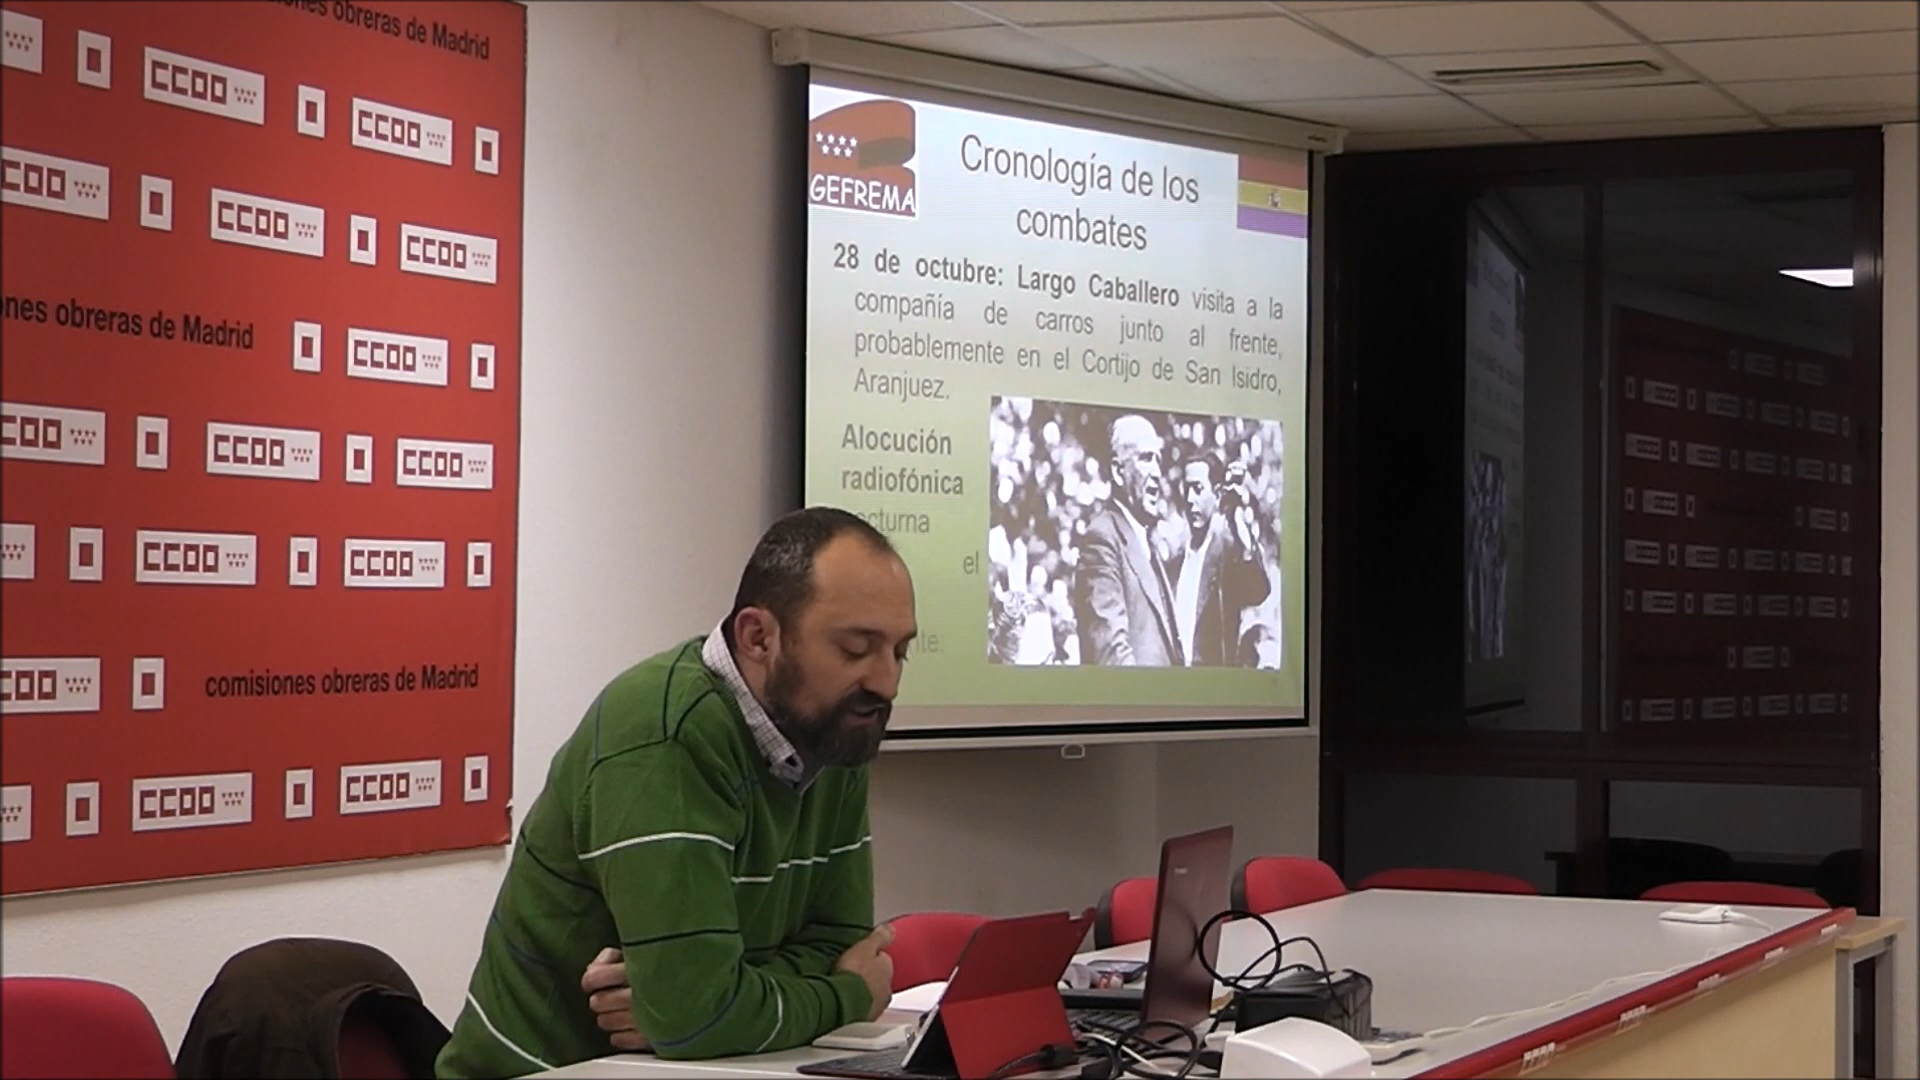 comisiones obreras de Madrid
CCOO
CCOO
CCOO
CCOO
CCOO
ones obreras de Madrid
CCOO
CCOO
CCOO
CCOO
CCOO
CCOO
comisiones obreras de Madrid
CCOO
CCOO
GEFREMA
Cronología de los
combates
28 de octubre: Largo Caballero visita a la
compañía de carros junto al frente,
probablemente en el Cortijo de San Isidro,
Aranjuez.
Alocución
radiofónica
el